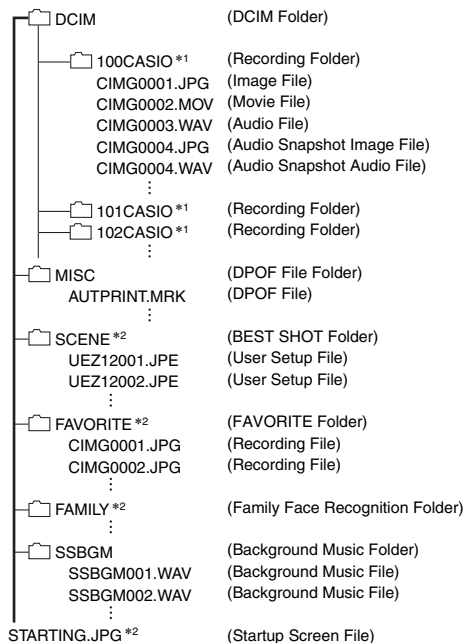 DCIM (DCIM Folder)
100CASIO *1 (Recording Folder)
CIMG0001.JPG (Image File)
CIMG0002.MOV (Movie File)
CIMG0003.WAV (Audio File)
CIMG0004.JPG (Audio Snapshot Image File)
CIMG0004.WAV (Audio Snapshot Audio File)
101CASIO *1 (Recording Folder)
102CASIO *1 (Recording Folder)
MISC (DPOF File Folder)
AUTPRINT.MRK (DPOF File)
SCENE *2 (BEST SHOT Folder)
UEZ12001.JPE (User Setup File)
UEZ12002.JPE (User Setup File)
FAVORITE *2 (FAVORITE Folder)
CIMG0001.JPG (Recording File)
CIMG0002.JPG (Recording File)
FAMILY *2 (Family Face Recognition Folder)
SSBGM (Background Music Folder)
SSBGM001.WAV (Background Music File)
SSBGM002.WAV (Background Music File)
STARTING.JPG *2 (Startup Screen File)